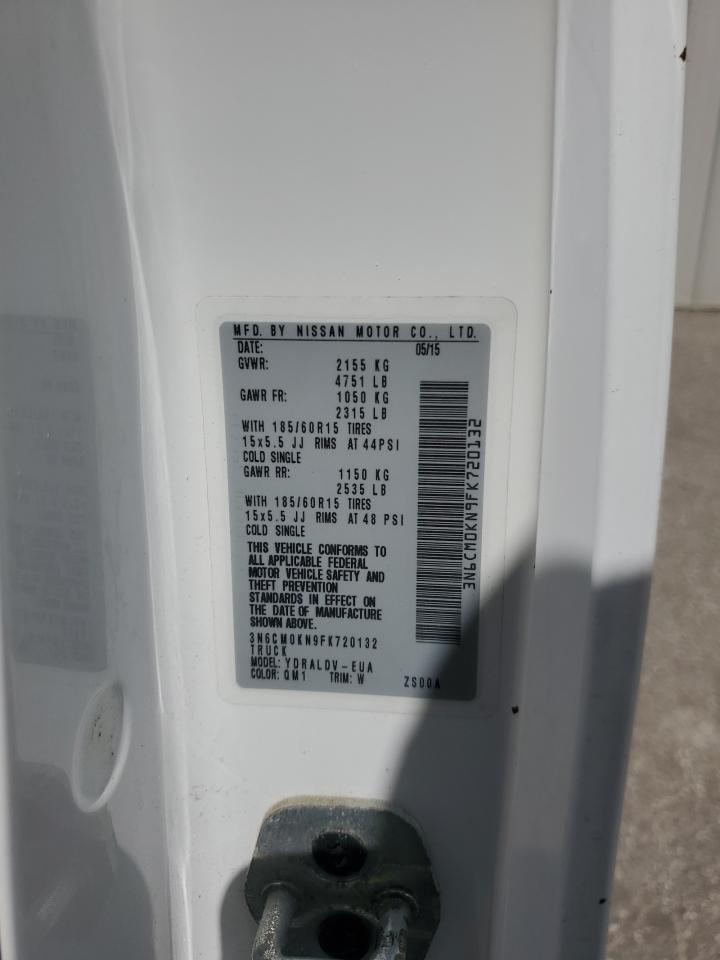 MFD. BY NISSAN MOTOR CO., LTD.
DATE: 05/15
GVWR: 2155 KG
4751 LB
GAWR FR: 1050 KG
2315 LB
WITH 185/60R15 TIRES
15x5.5 JJ RIMS AT 44PSI
COLD SINGLE
GAWR RR: 1150 KG
2535 LB
WITH 185/60R15 TIRES
15x5.5 JJ RIMS AT 48 PSI
COLD SINGLE
THIS VEHICLE CONFORMS TO
ALL APPLICABLE FEDERAL
MOTOR VEHICLE SAFETY AND
THEFT PREVENTION
STANDARDS IN EFFECT ON
THE DATE OF MANUFACTURE
SHOWN ABOVE.
3N6CM0KN9FK720132
TRUCK
MODEL: YDRALDV-EUA
COLOR: QM1 TRIM: W ZS00A
3N6CM0KN9FK720132